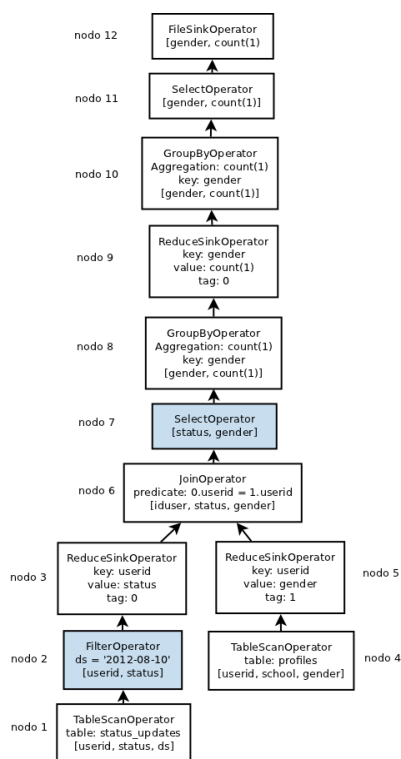 nodo 12
FileSinkOperator
[gender, count(1)
nodo 11
SelectOperator
[gender, count(1)]
nodo 10
GroupByOperator
Aggregation: count(1)
key: gender
[gender, count(1)]
nodo 9
ReduceSinkOperator
key: gender
value: count(1)
tag: 0
nodo 8
GroupByOperator
Aggregation: count(1)
key: gender
[gender, count(1)]
nodo 7
SelectOperator
[status, gender]
nodo 6
JoinOperator
predicate: 0.userid = 1.userid
[iduser, status, gender]
nodo 3
ReduceSinkOperator
key: userid
value: status
tag: 0
ReduceSinkOperator
key: userid
value: gender
tag: 1
nodo 5
nodo 2
FilterOperator
ds = '2012-08-10'
[userid, status]
TableScanOperator
table: profiles
[userid, school, gender]
nodo 4
nodo 1
TableScanOperator
table: status_updates
[userid, status, ds]